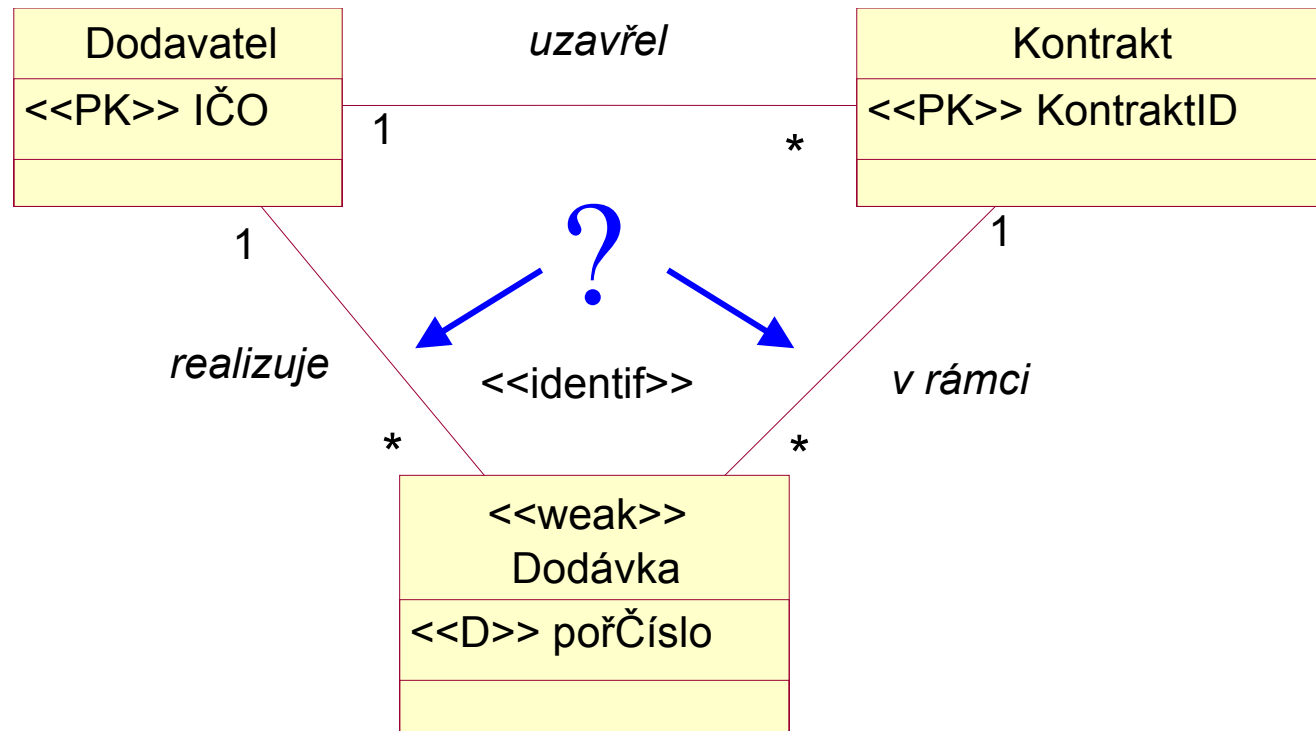 Dodavatel
<<PK>> IČO
uzavřel
Kontrakt
<<PK>> KontraktID
1
*
1
1
?
realizuje
<<identif>>
v rámci
*
*
<<weak>>
Dodávka
<<D>> pořČíslo